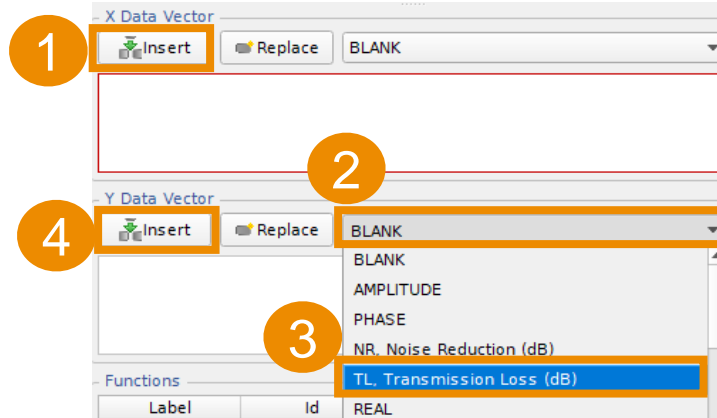 X Data Vector
1 Insert Replace BLANK
2
Y Data Vector
4 Insert Replace BLANK
BLANK
AMPLITUDE
PHASE
3 NR, Noise Reduction (dB)
TL, Transmission Loss (dB)
Functions
Label Id REAL